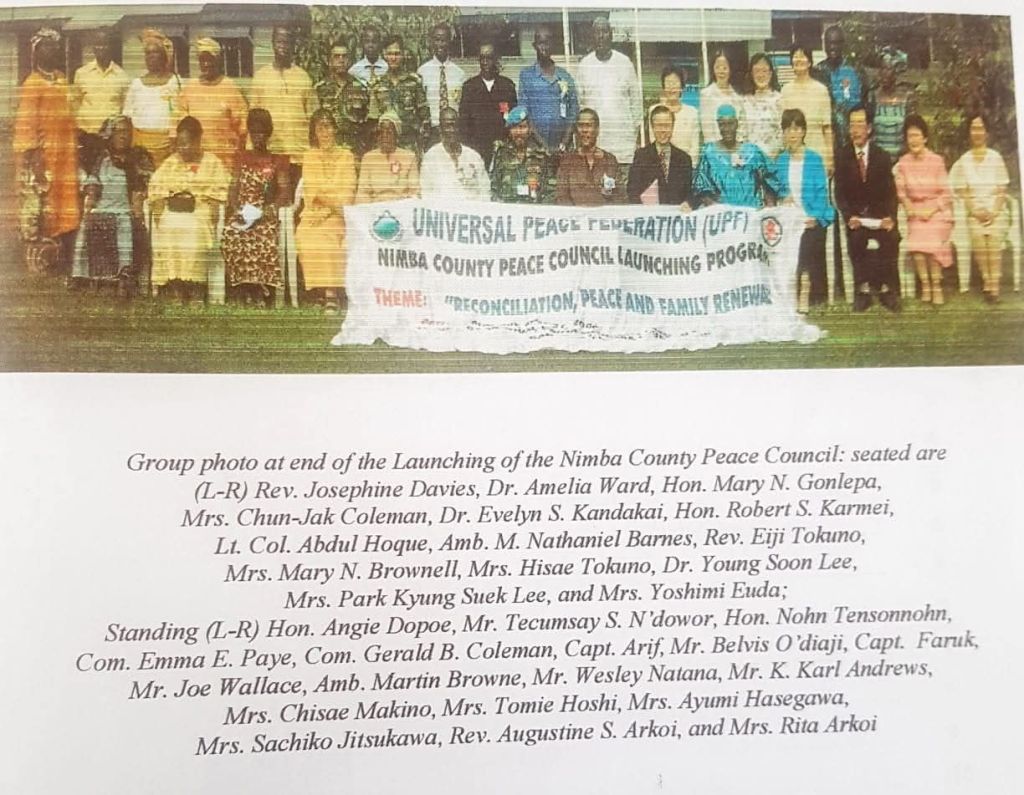 UNIVERSAL PEACE FEDERATION (UPF)
NIMBA COUNTY PEACE COUNCIL LAUNCHING PROGRA
THEME: "RECONCILIATION, PEACE AND FAMILY RENEWA
Group photo at end of the Launching of the Nimba County Peace Council: seated are
(L-R) Rev. Josephine Davies, Dr. Amelia Ward, Hon. Mary N. Gonlepa,
Mrs. Chun-Jak Coleman, Dr. Evelyn S. Kandakai, Hon. Robert S. Karmei,
Lt. Col. Abdul Hoque, Amb. M. Nathaniel Barnes, Rev. Eiji Tokuno,
Mrs. Mary N. Brownell, Mrs. Hisae Tokuno, Dr. Young Soon Lee,
Mrs. Park Kyung Suek Lee, and Mrs. Yoshimi Euda;
Standing (L-R) Hon. Angie Dopoe, Mr. Tecumsay S. N'dowor, Hon. Nohn Tensonnohn,
Com. Emma E. Paye, Com. Gerald B. Coleman, Capt. Arif, Mr. Belvis O'diaji, Capt. Faruk,
Mr. Joe Wallace, Amb. Martin Browne, Mr. Wesley Natana, Mr. K. Karl Andrews,
Mrs. Chisae Makino, Mrs. Tomie Hoshi, Mrs. Ayumi Hasegawa,
Mrs. Sachiko Jitsukawa, Rev. Augustine S. Arkoi, and Mrs. Rita Arkoi